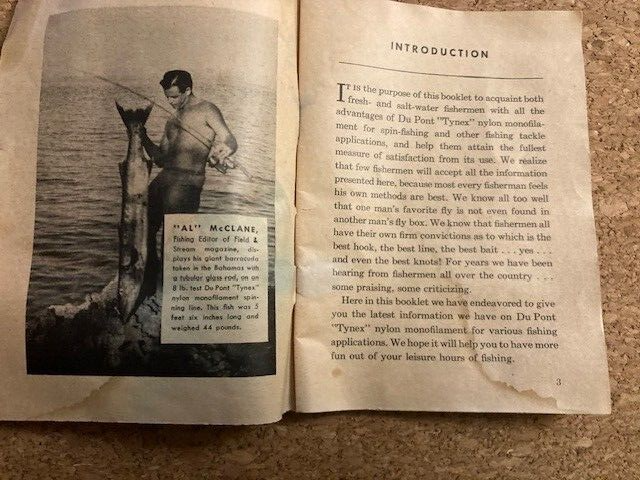 "AL" McCLANE,
Fishing Editor of Field &
Stream magazine, dis-
plays his giant barracuda
taken in the Bahamas with
a tubular glass rod, on an
8 lb. test Du Pont "Tynex"
nylon monofilament spin-
ning line. This fish was 5
feet six inches long and
weighed 44 pounds.
INTRODUCTION
IT IS the purpose of this booklet to acquaint both
fresh- and salt-water fishermen with all the
advantages of Du Pont "Tynex" nylon monofila-
ment for spin-fishing and other fishing tackle
applications, and help them attain the fullest
measure of satisfaction from its use. We realize
that few fishermen will accept all the information
presented here, because most every fisherman feels
his own methods are best. We know all too well
that one man's favorite fly is not even found in
another man's fly box. We know that fishermen all
have their own firm convictions as to which is the
best hook, the best line, the best bait . . . yes . . .
and even the best knots! For years we have been
hearing from fishermen all over the country . . .
some praising, some criticizing.
Here in this booklet we have endeavored to give
you the latest information we have on Du Pont
"Tynex" nylon monofilament for various fishing
applications. We hope it will help you to have more
fun out of your leisure hours of fishing.
3